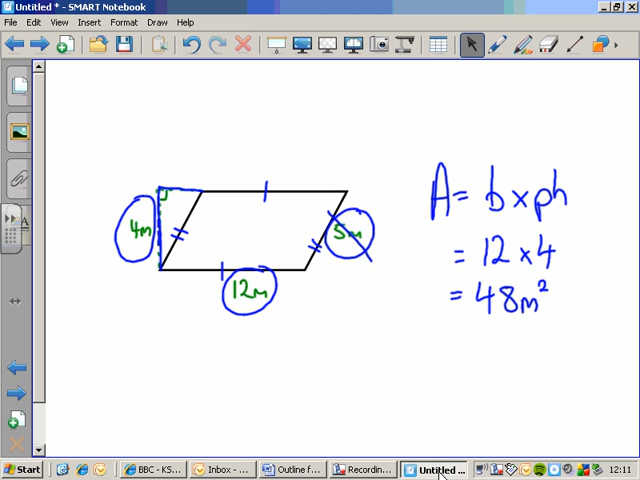 Untitled * - SMART Notebook
File Edit View Insert Format Draw Help
4m
5m
12m
A = b × ph
= 12 × 4
= 48m²
Start
BBC - KS...
Inbox - ...
Outline f...
Recordin...
Untitled ...
12:11